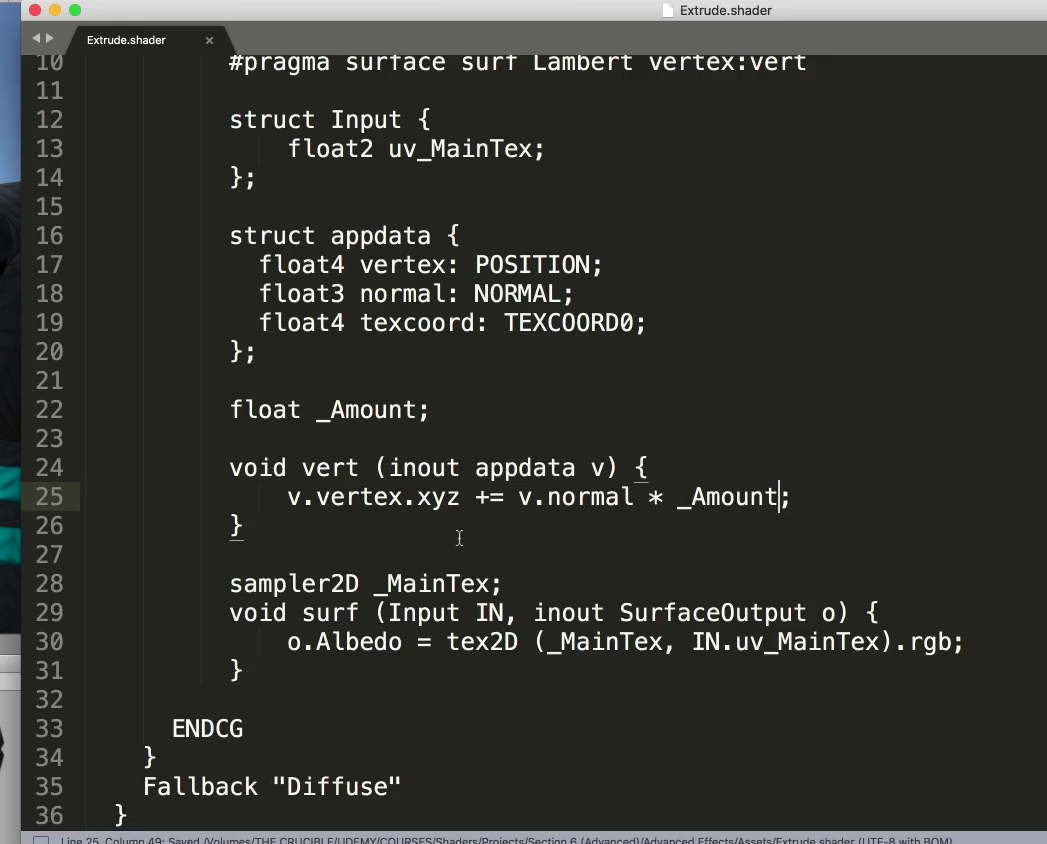 Extrude.shader
Extrude.shader ×
10 #pragma surface surf Lambert vertex:vert
11
12 struct Input {
13 float2 uv_MainTex;
14 };
15
16 struct appdata {
17 float4 vertex: POSITION;
18 float3 normal: NORMAL;
19 float4 texcoord: TEXCOORD0;
20 };
21
22 float _Amount;
23
24 void vert (inout appdata v) {
25 v.vertex.xyz += v.normal * _Amount;
26 }
27
28 sampler2D _MainTex;
29 void surf (Input IN, inout SurfaceOutput o) {
30 o.Albedo = tex2D (_MainTex, IN.uv_MainTex).rgb;
31 }
32
33 ENDCG
34 }
35 Fallback "Diffuse"
36 }
Line 25, Column 49; Saved /Volumes/THE CRUCIBLE/UDEMY/COURSES/Shaders/Projects/Section 6 (Advanced)/Advanced Effects/Assets/Extrude.shader (UTF-8 with BOM)